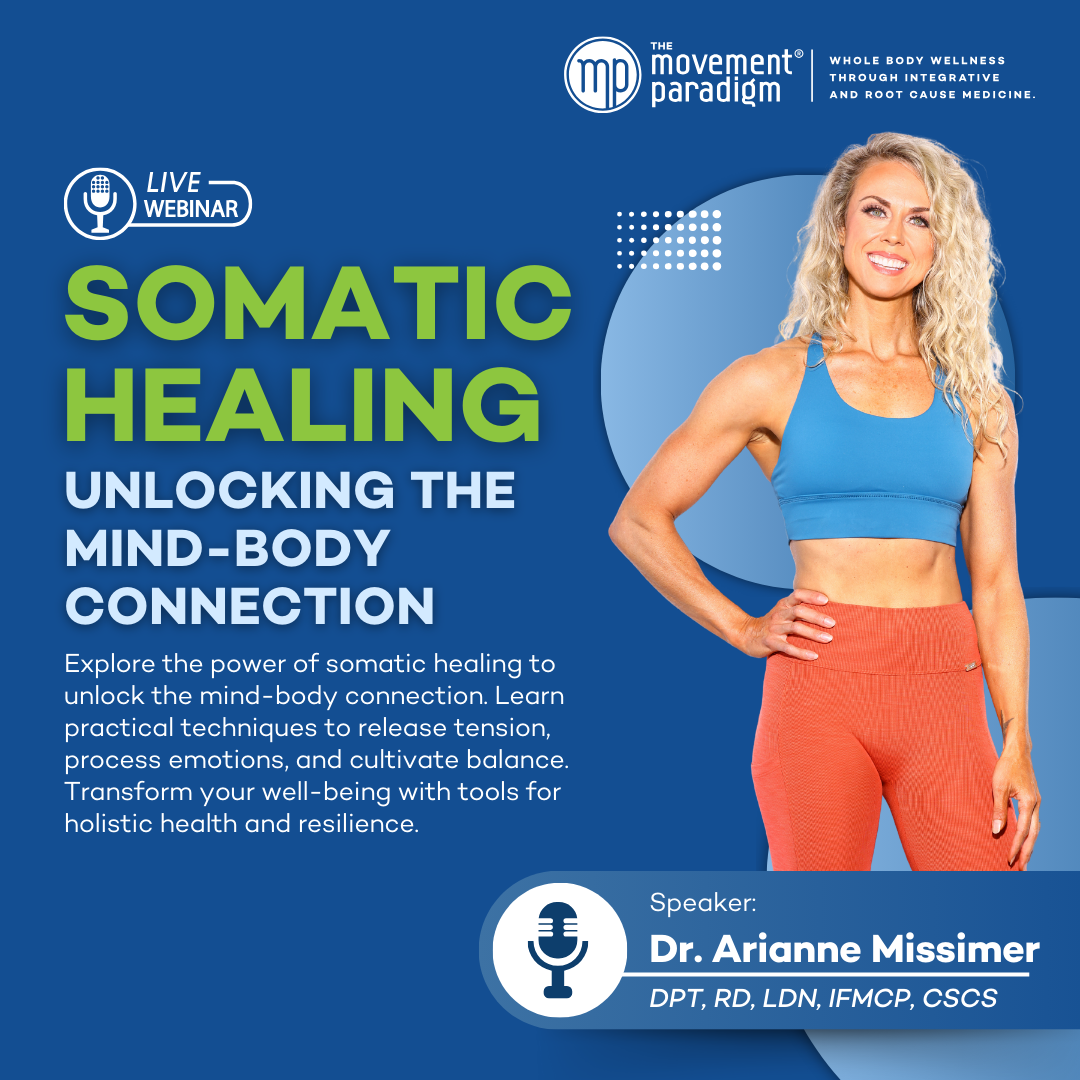 mp
THE
movement®
paradigm
WHOLE BODY WELLNESS
THROUGH INTEGRATIVE
AND ROOT CAUSE MEDICINE.
LIVE
WEBINAR
SOMATIC
HEALING
UNLOCKING THE
MIND-BODY
CONNECTION
Explore the power of somatic healing to
unlock the mind-body connection. Learn
practical techniques to release tension,
process emotions, and cultivate balance.
Transform your well-being with tools for
holistic health and resilience.
Speaker:
Dr. Arianne Missimer
DPT, RD, LDN, IFMCP, CSCS